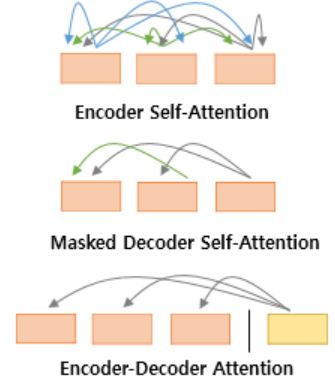 Encoder Self-Attention
Masked Decoder Self-Attention
Encoder-Decoder Attention